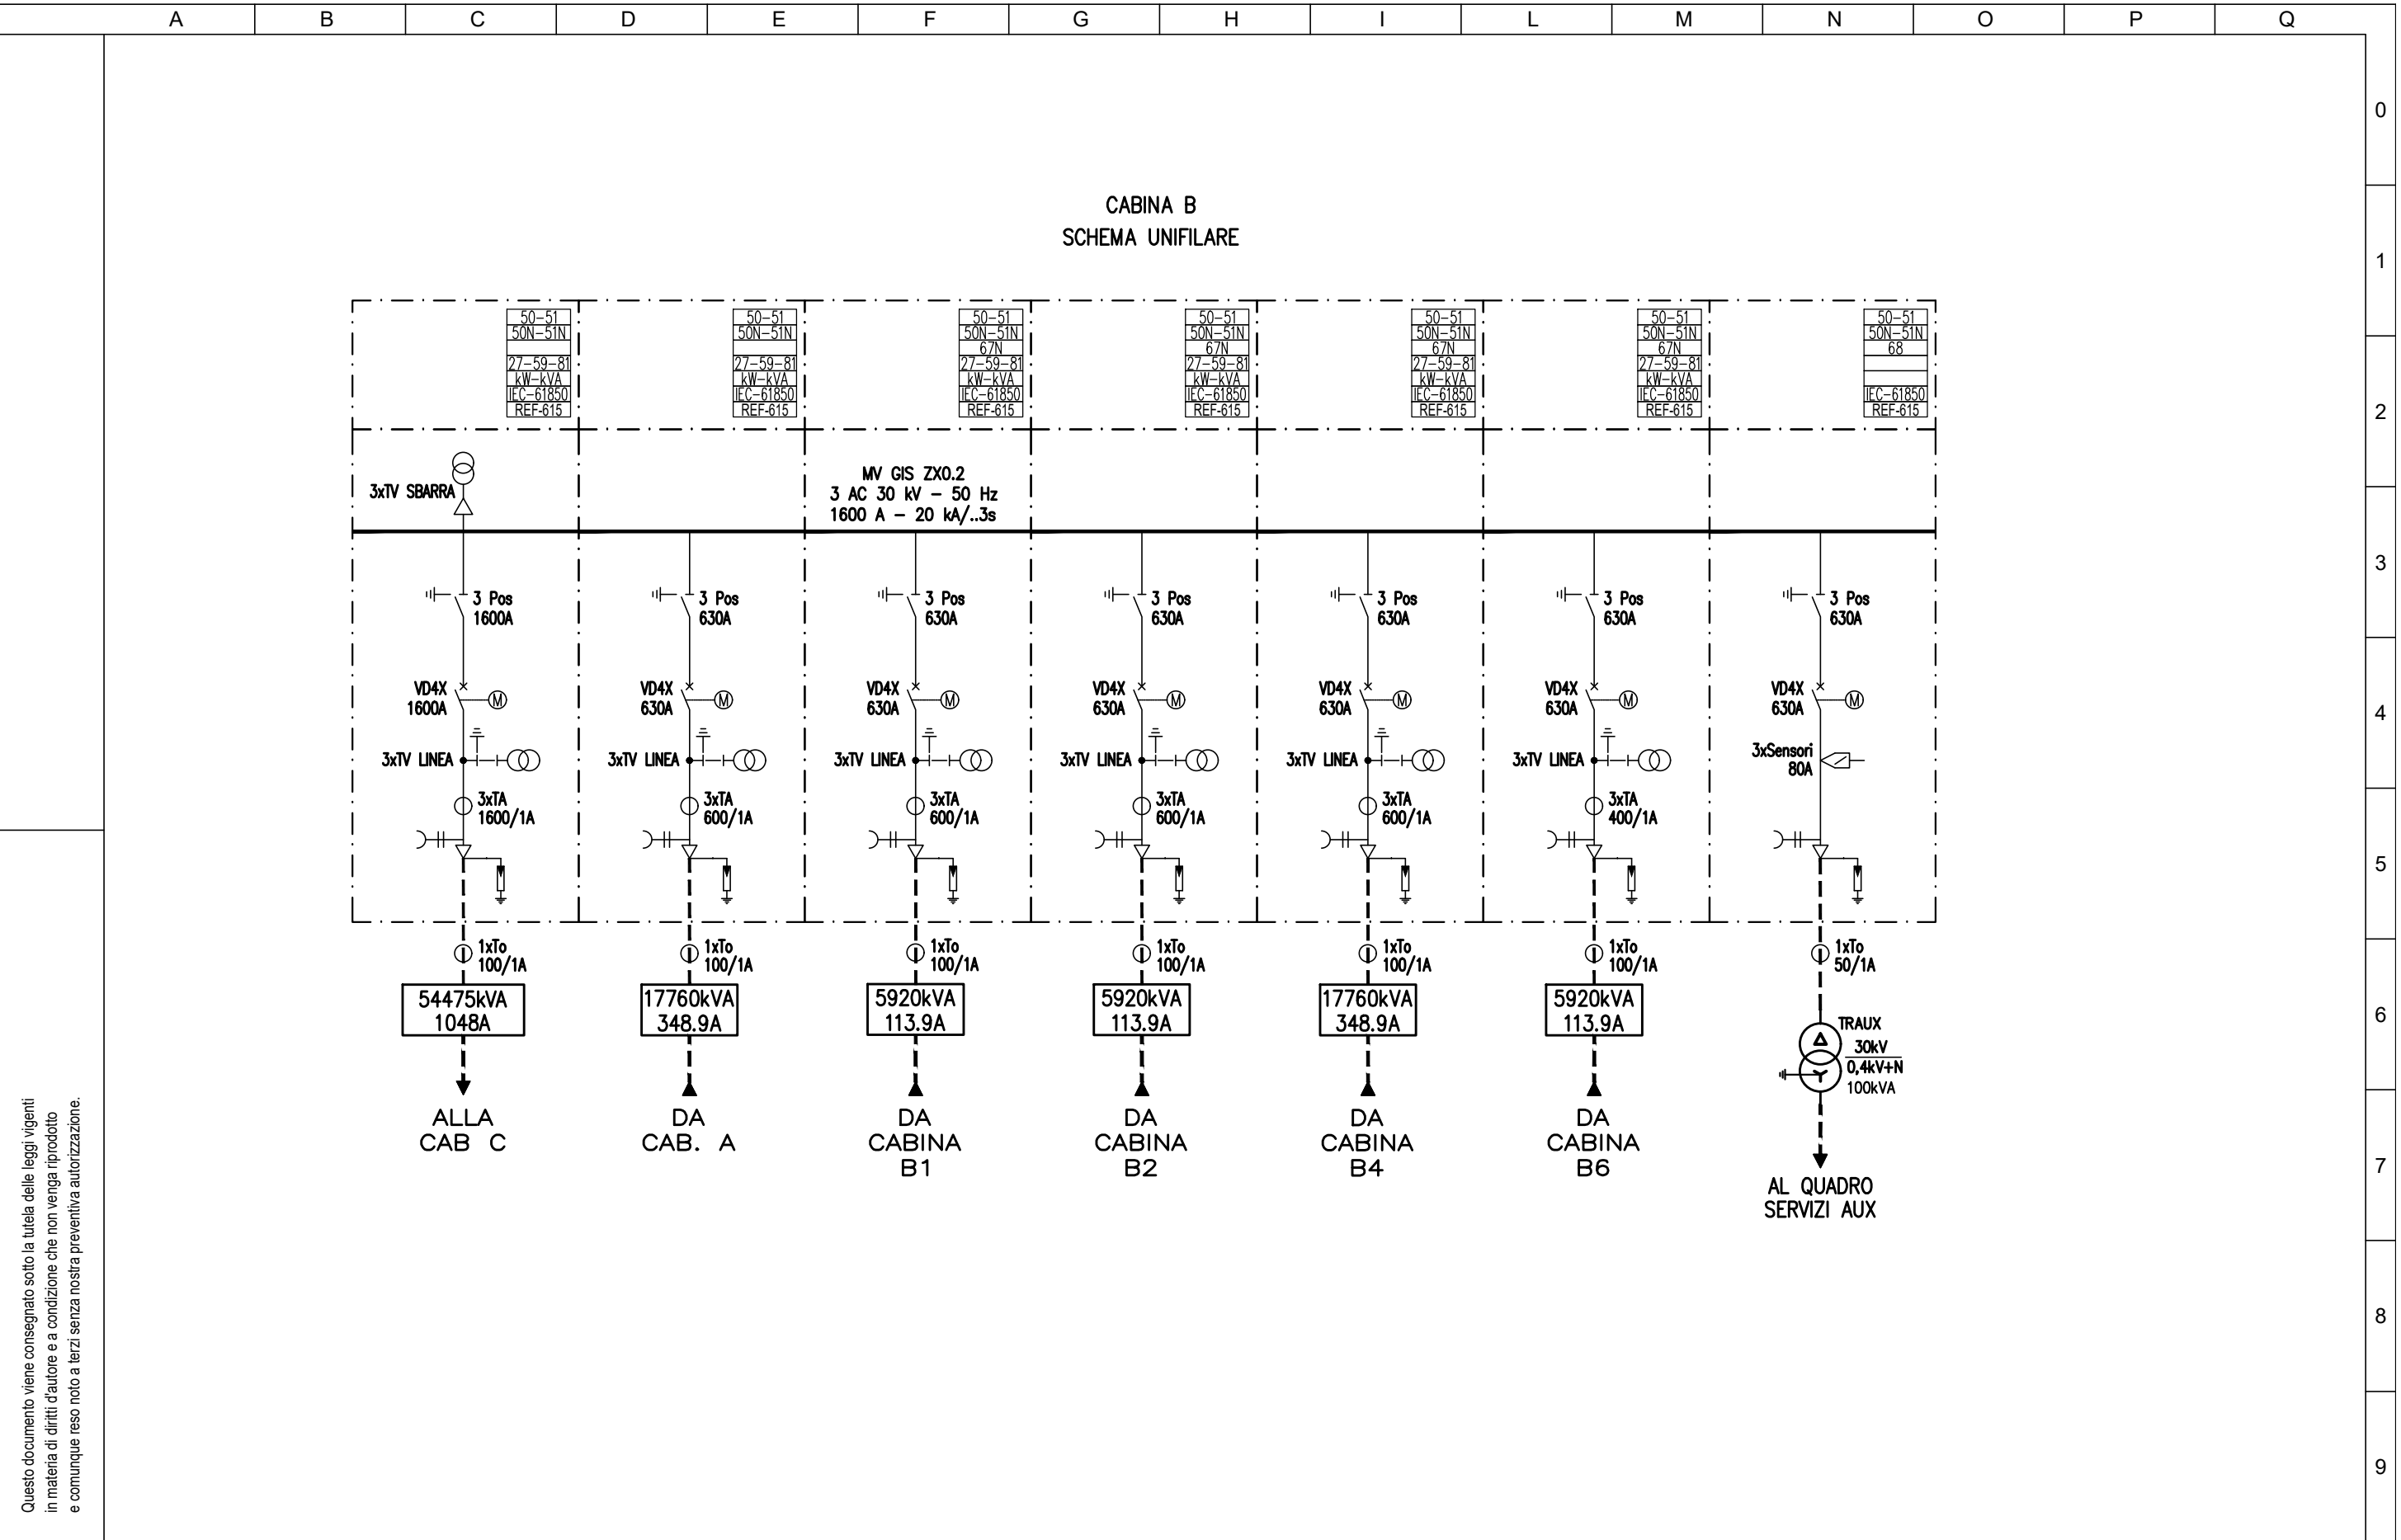 A B C D E F G H I L M N O P Q
0
1
2
3
4
5
6
7
8
9
CABINA B
SCHEMA UNIFILARE
50-51
50N-51N
27-59-81
kW-kVA
IEC-61850
REF-615
50-51
50N-51N
27-59-81
kW-kVA
IEC-61850
REF-615
50-51
50N-51N
67N
27-59-81
kW-kVA
IEC-61850
REF-615
50-51
50N-51N
67N
27-59-81
kW-kVA
IEC-61850
REF-615
50-51
50N-51N
67N
27-59-81
kW-kVA
IEC-61850
REF-615
50-51
50N-51N
67N
27-59-81
kW-kVA
IEC-61850
REF-615
50-51
50N-51N
68
IEC-61850
REF-615
3xTV SBARRA
MV GIS ZX0.2
3 AC 30 kV - 50 Hz
1600 A - 20 kA/..3s
3 Pos
1600A
VD4X
1600A
M
3xTV LINEA
3xTA
1600/1A
1xTo
100/1A
54475kVA
1048A
ALLA
CAB C
3 Pos
630A
VD4X
630A
M
3xTV LINEA
3xTA
600/1A
1xTo
100/1A
17760kVA
348.9A
DA
CAB. A
3 Pos
630A
VD4X
630A
M
3xTV LINEA
3xTA
600/1A
1xTo
100/1A
5920kVA
113.9A
DA
CABINA
B1
3 Pos
630A
VD4X
630A
M
3xTV LINEA
3xTA
600/1A
1xTo
100/1A
5920kVA
113.9A
DA
CABINA
B2
3 Pos
630A
VD4X
630A
M
3xTV LINEA
3xTA
600/1A
1xTo
100/1A
17760kVA
348.9A
DA
CABINA
B4
3 Pos
630A
VD4X
630A
M
3xTV LINEA
3xTA
400/1A
1xTo
100/1A
5920kVA
113.9A
DA
CABINA
B6
3 Pos
630A
VD4X
630A
M
3xSensori
80A
1xTo
50/1A
TRAUX
30kV
0,4kV+N
100kVA
AL QUADRO
SERVIZI AUX
Questo documento viene consegnato sotto la tutela delle leggi vigenti
in materia di diritti d'autore e a condizione che non venga riprodotto
e comunque reso noto a terzi senza nostra preventiva autorizzazione.